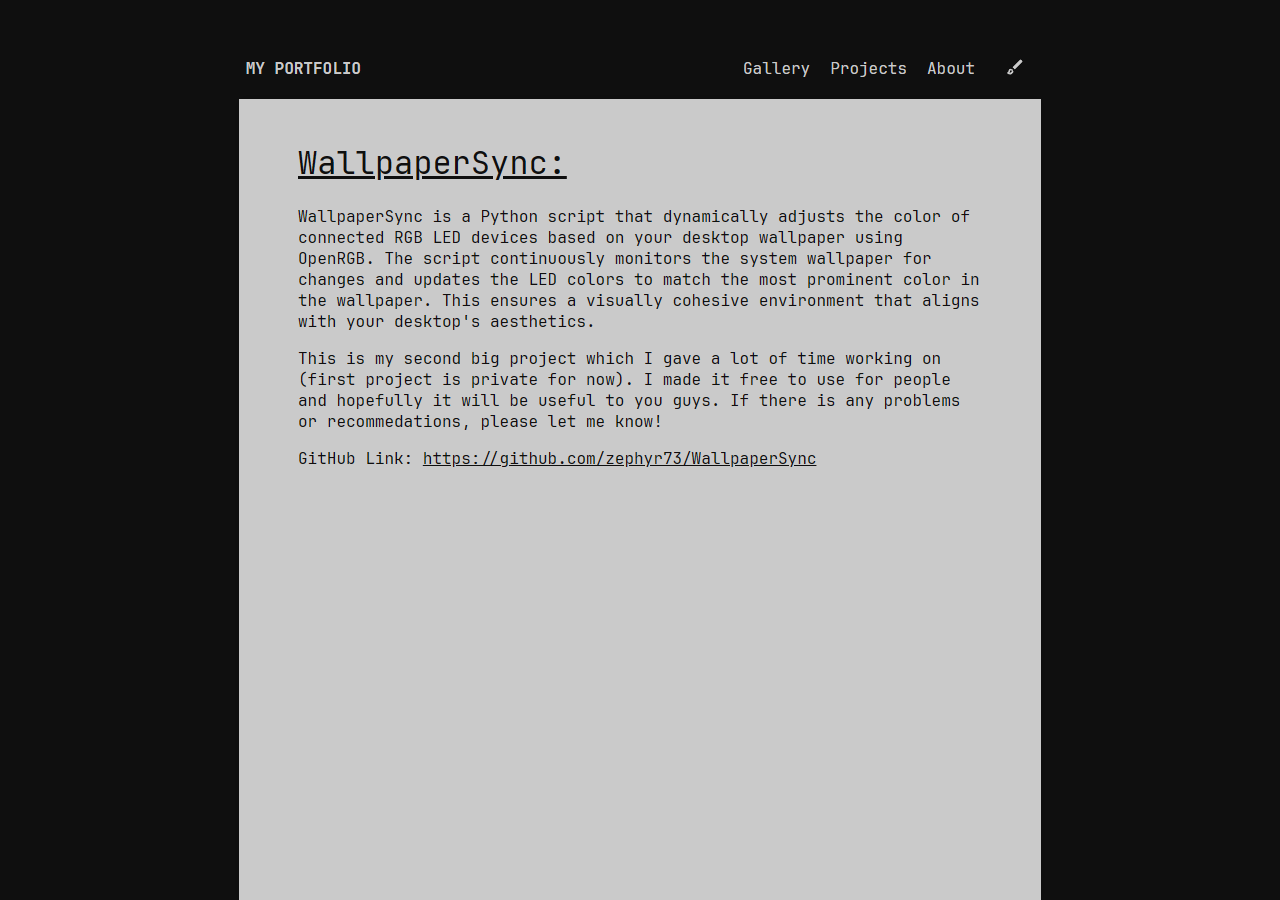 MY PORTFOLIO
Gallery Projects About
WallpaperSync:
WallpaperSync is a Python script that dynamically adjusts the color of
connected RGB LED devices based on your desktop wallpaper using
OpenRGB. The script continuously monitors the system wallpaper for
changes and updates the LED colors to match the most prominent color in
the wallpaper. This ensures a visually cohesive environment that aligns
with your desktop's aesthetics.
This is my second big project which I gave a lot of time working on
(first project is private for now). I made it free to use for people
and hopefully it will be useful to you guys. If there is any problems
or recommedations, please let me know!
GitHub Link: https://github.com/zephyr73/WallpaperSync